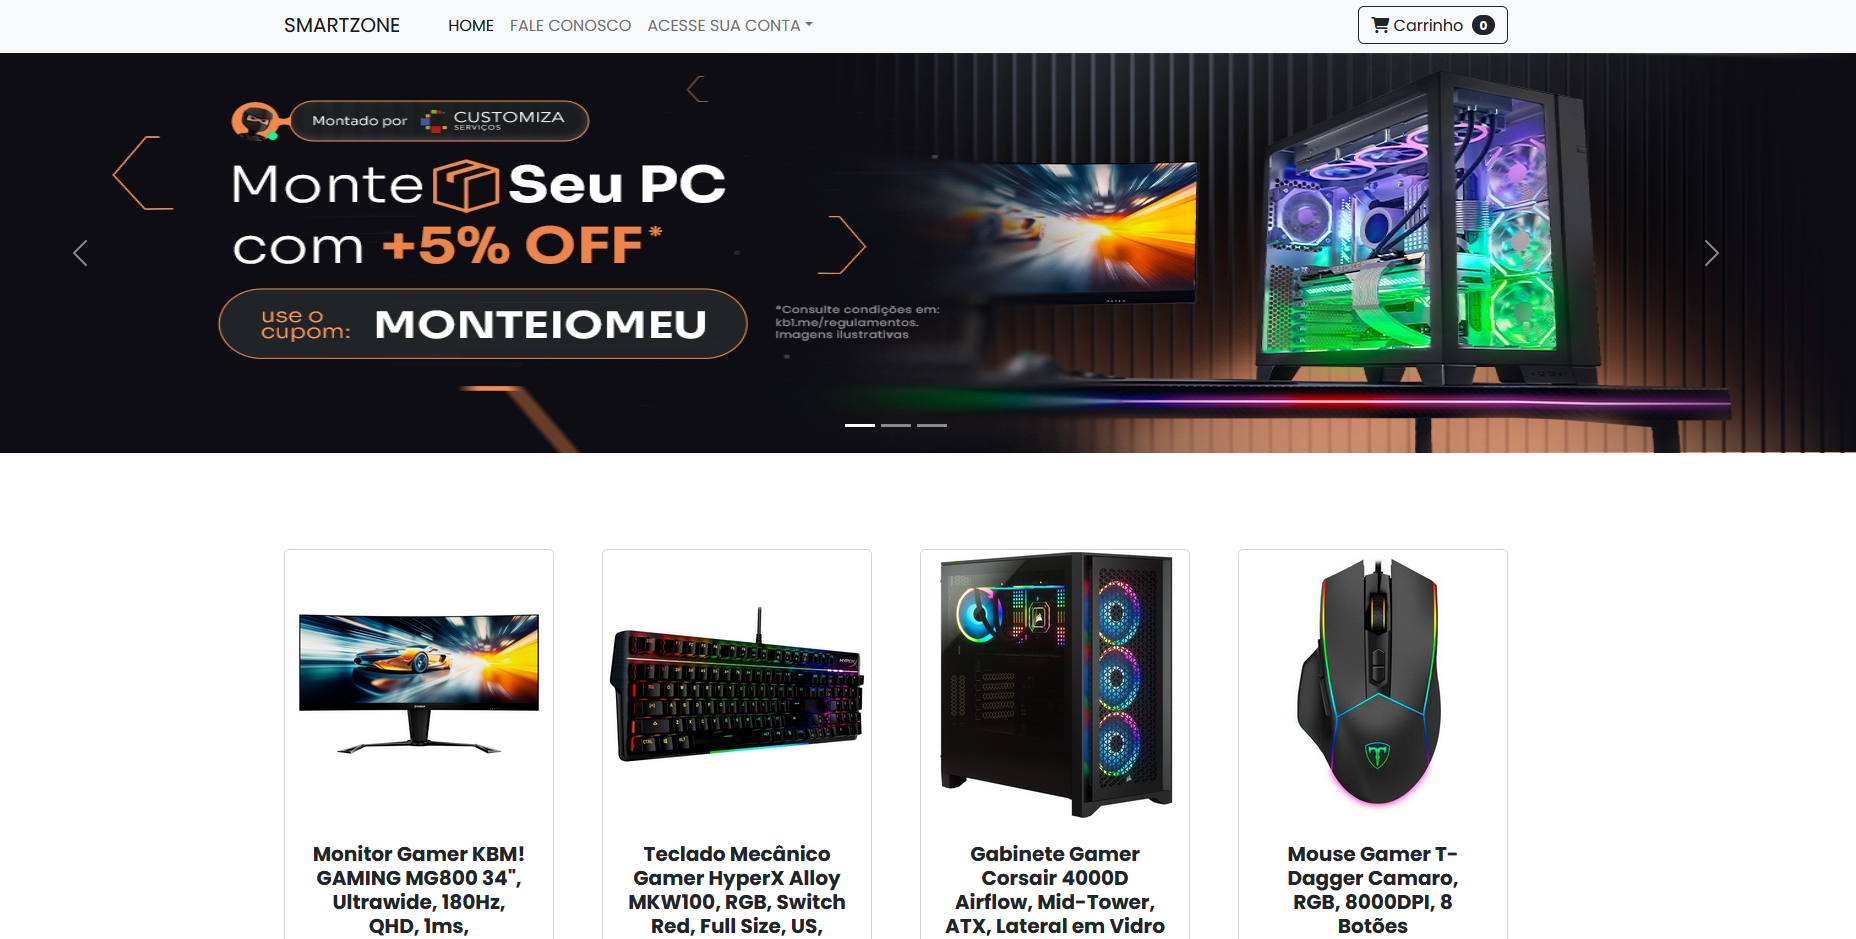 SMARTZONE HOME FALE CONOSCO ACESSE SUA CONTA Carrinho 0
Montado por CUSTOMIZA
SERVIÇOS
Monte Seu PC
com +5% OFF*
use o
cupom: MONTEIOMEU
*Consulte condições em:
kb1.me/regulamentos.
Imagens ilustrativas
HYPERX
Monitor Gamer KBM!
GAMING MG800 34",
Ultrawide, 180Hz,
QHD, 1ms,
Teclado Mecânico
Gamer HyperX Alloy
MKW100, RGB, Switch
Red, Full Size, US,
Gabinete Gamer
Corsair 4000D
Airflow, Mid-Tower,
ATX, Lateral em Vidro
Mouse Gamer T-
Dagger Camaro,
RGB, 8000DPI, 8
Botões